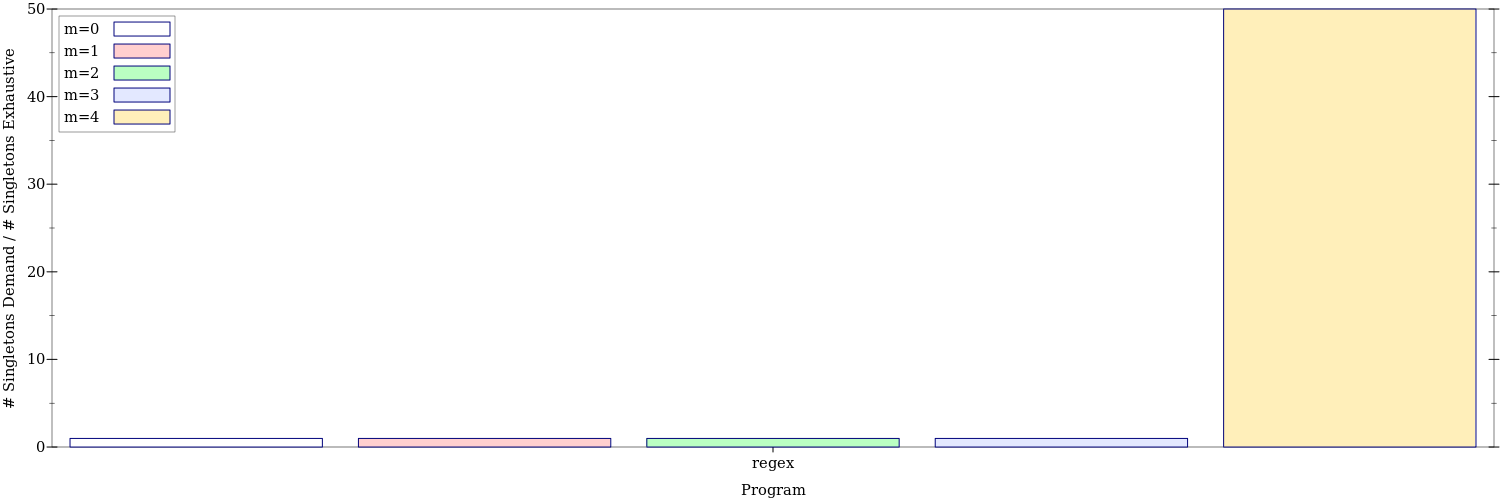 50
40
30
20
10
0
# Singletons Demand / # Singletons Exhaustive
m=0
m=1
m=2
m=3
m=4
regex
Program